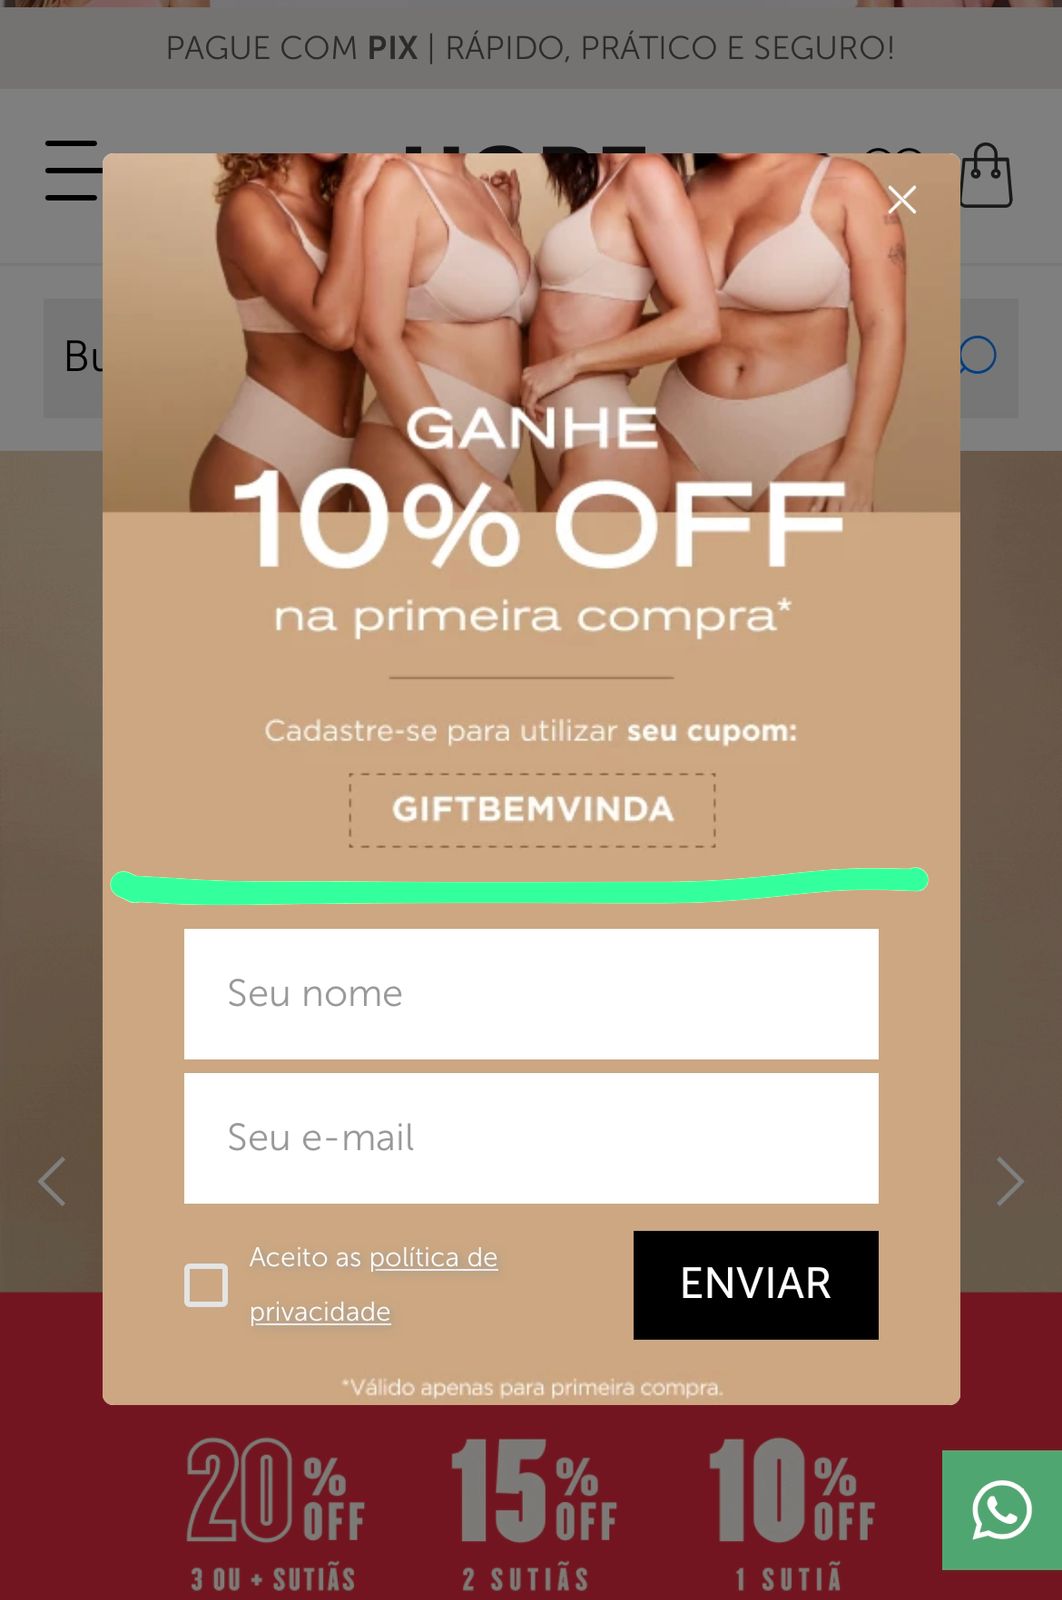 PAGUE COM PIX | RÁPIDO, PRÁTICO E SEGURO!
GANHE
10% OFF
na primeira compra*
Cadastre-se para utilizar seu cupom:
GIFTBEMVINDA
Seu nome
Seu e-mail
Aceito as política de
privacidade
ENVIAR
*Válido apenas para primeira compra.
20% OFF
3 OU + SUTIÃS
15% OFF
2 SUTIÃS
10% OFF
1 SUTIÃ